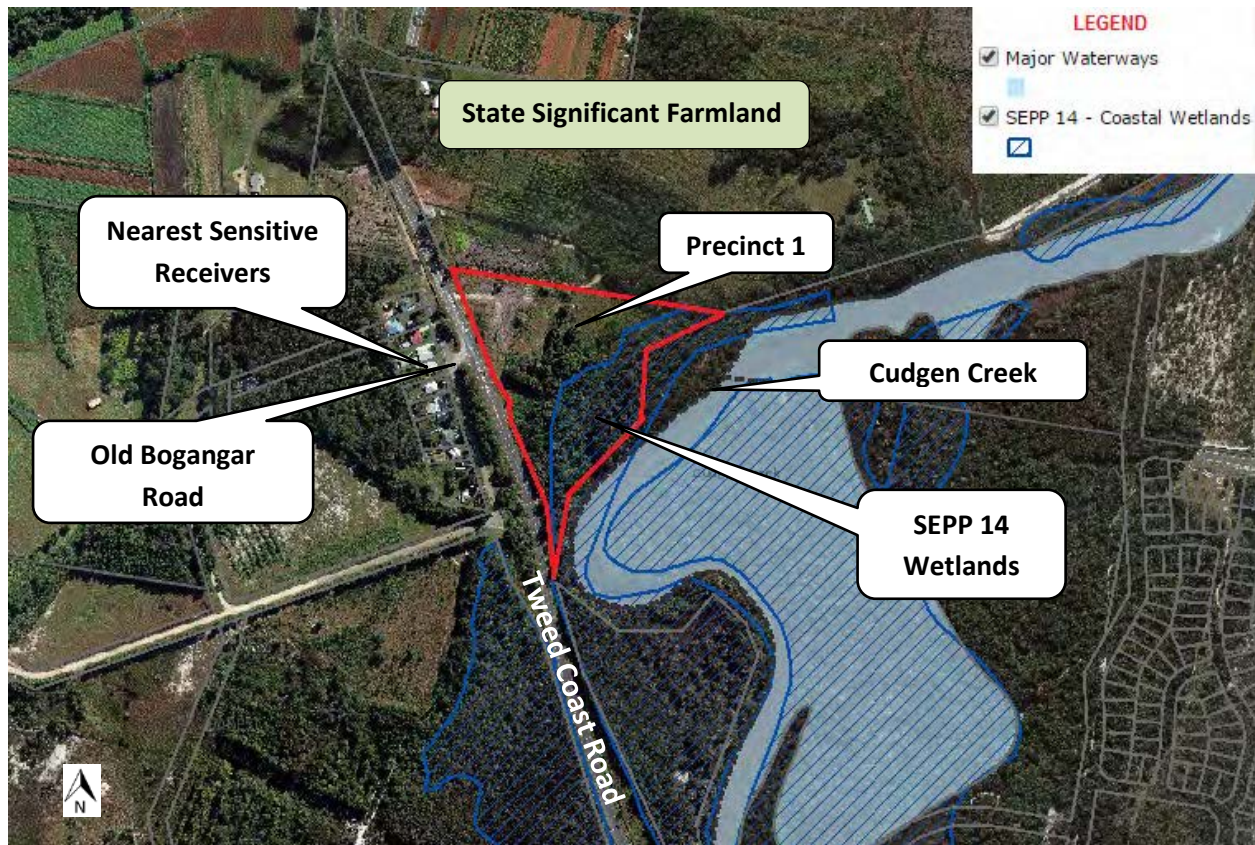 LEGEND
Major Waterways
SEPP 14 - Coastal Wetlands
State Significant Farmland
Nearest Sensitive
Receivers
Precinct 1
Cudgen Creek
Old Bogangar
Road
SEPP 14
Wetlands
Tweed Coast Road
N